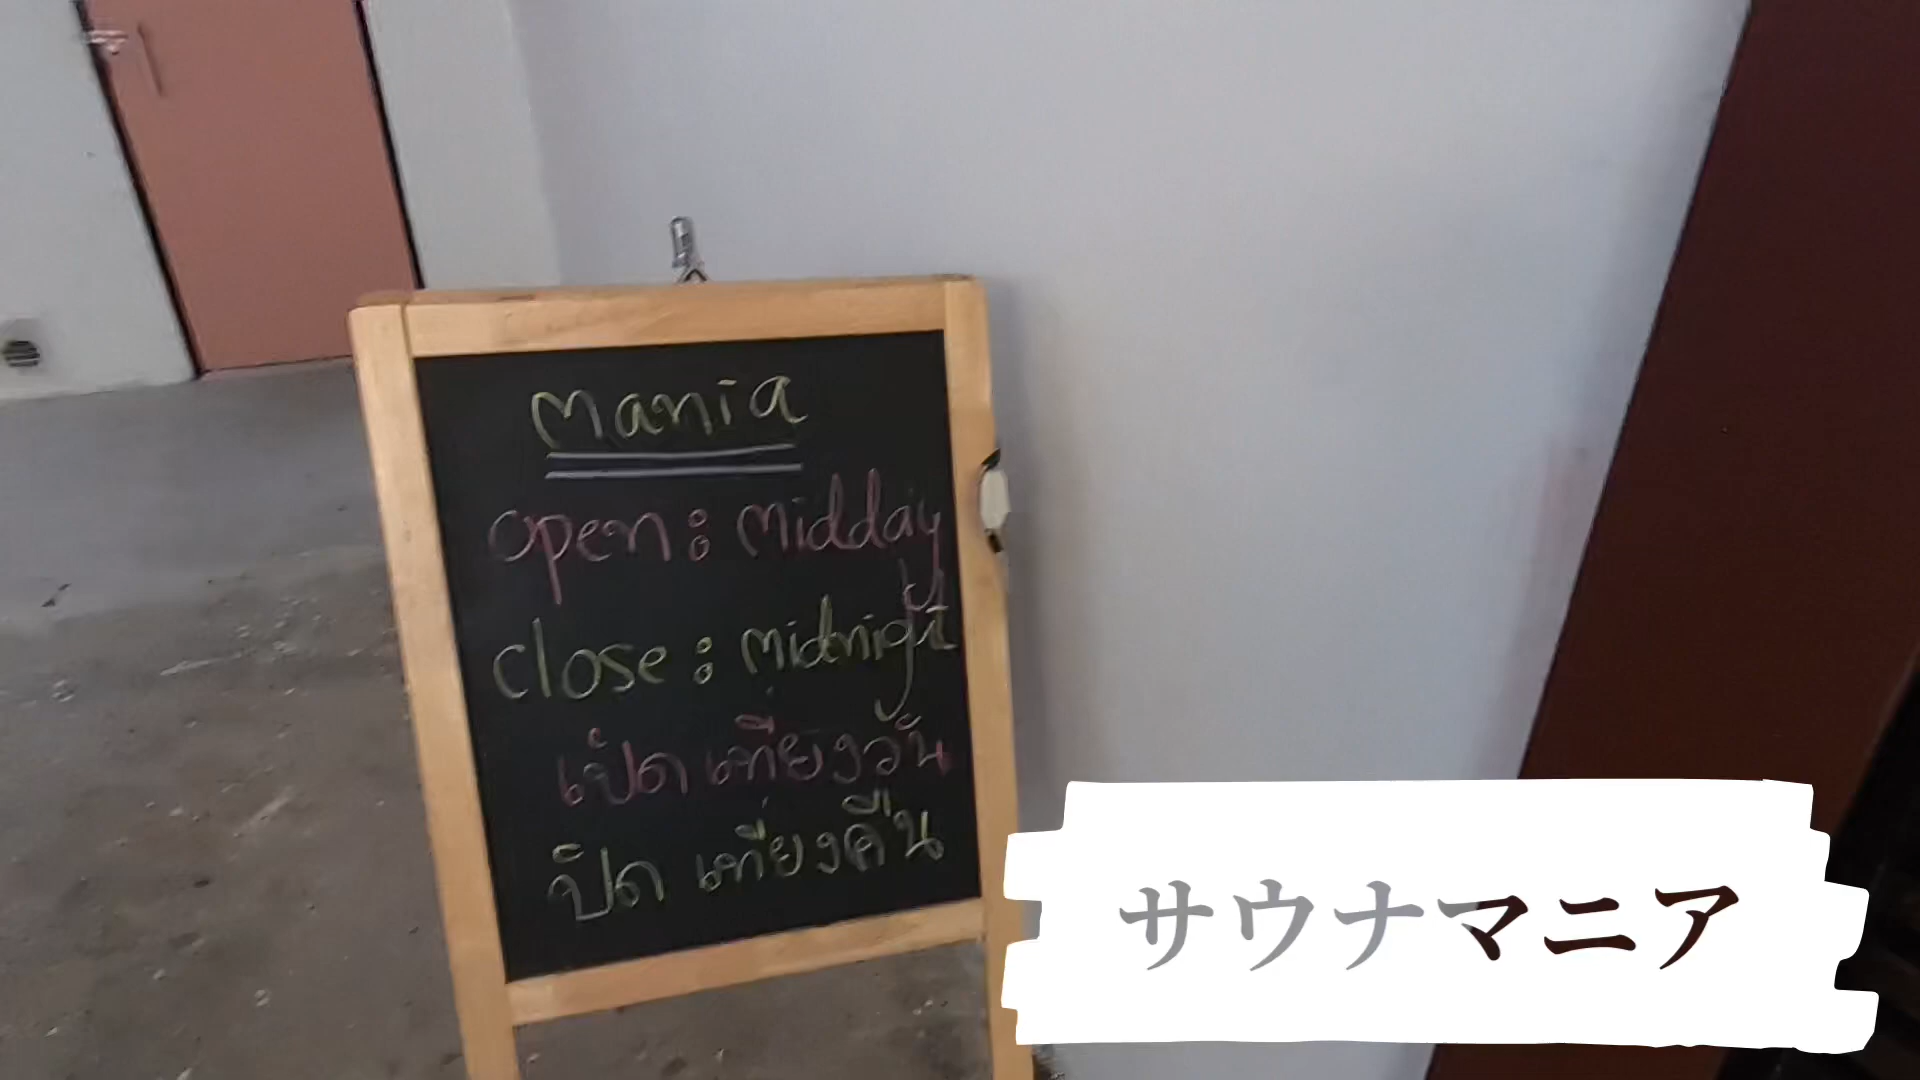 mania
open: midday
close: midnight
เปิด เที่ยงวัน
ปิด เที่ยงคืน
サウナマニア